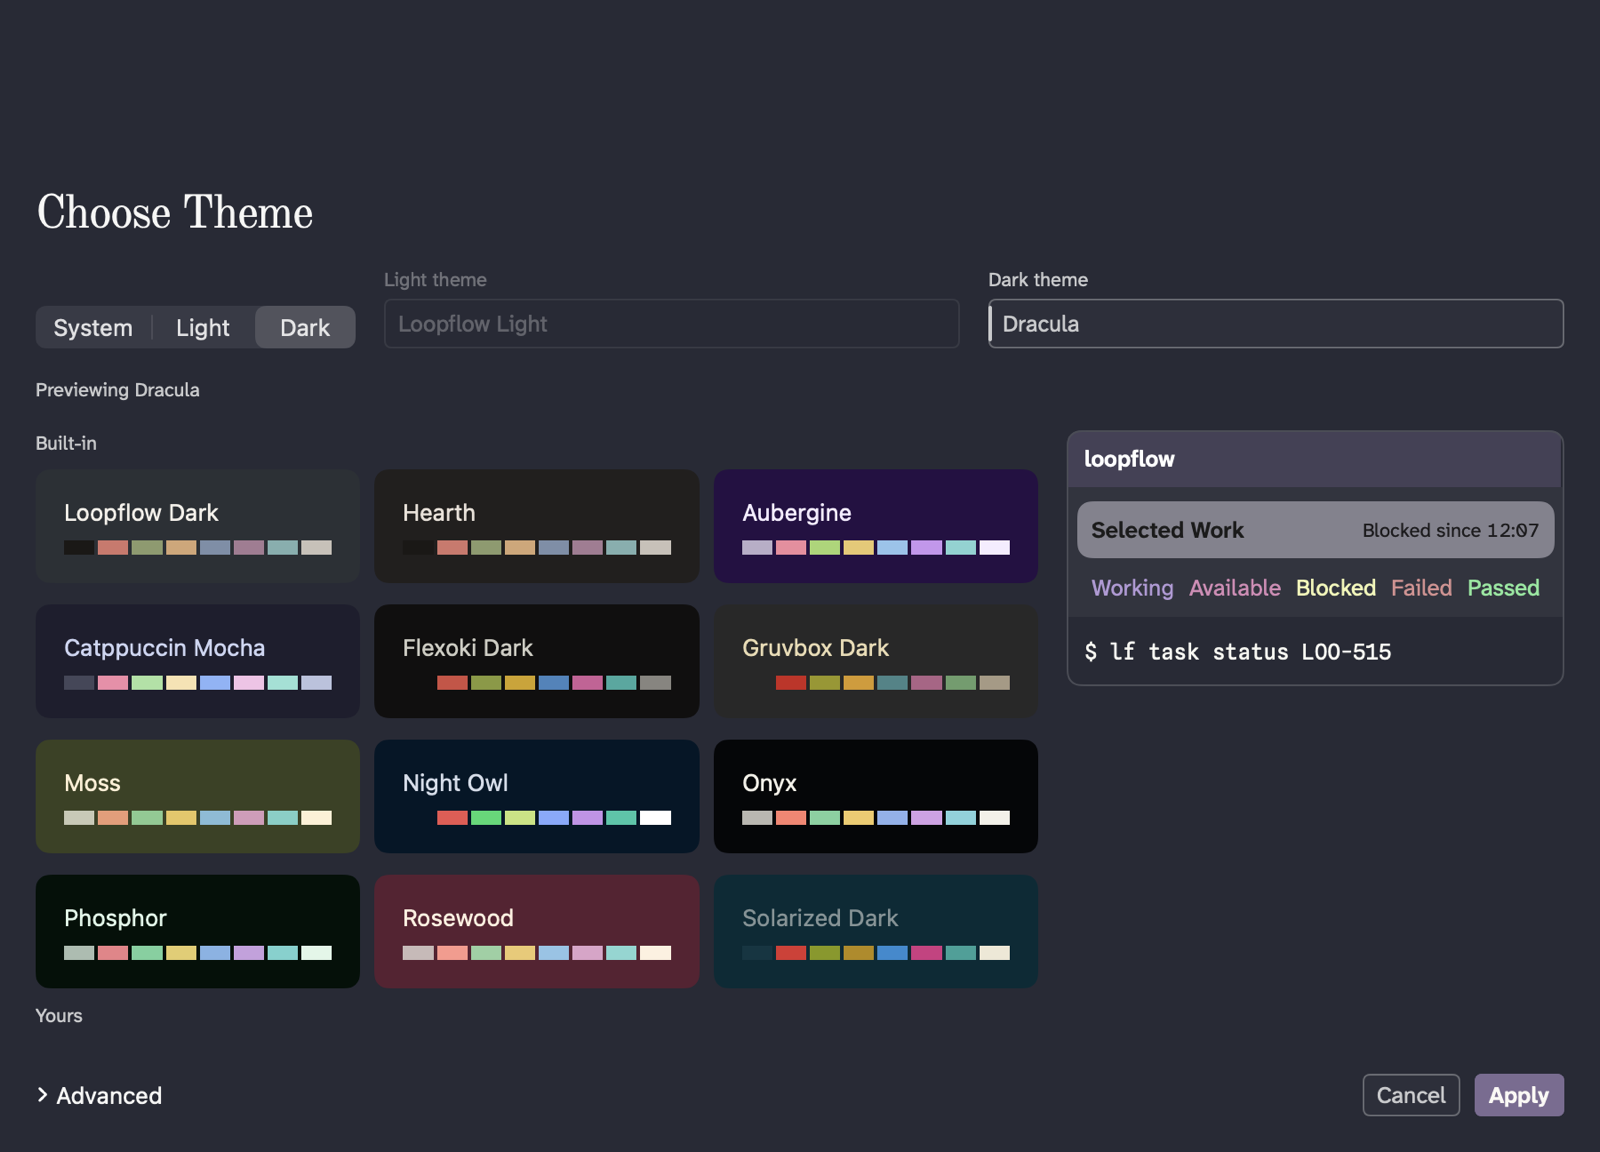 Choose Theme
Light theme
Dark theme
System Light Dark
Loopflow Light
Dracula
Previewing Dracula
Built-in
Loopflow Dark
Hearth
Aubergine
Catppuccin Mocha
Flexoki Dark
Gruvbox Dark
Moss
Night Owl
Onyx
Phosphor
Rosewood
Solarized Dark
loopflow
Selected Work Blocked since 12:07
Working Available Blocked Failed Passed
$ lf task status LOO-515
Yours
Advanced
Cancel
Apply